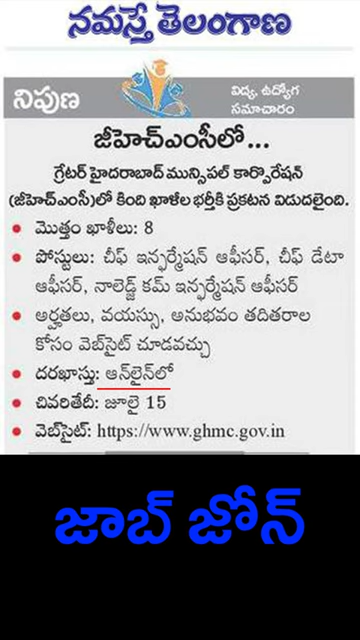 నమస్తే తెలంగాణ
నిపుణ
విద్య, ఉద్యోగ
సమాచారం
జీహెచ్ఎంసీలో...
గ్రేటర్ హైదరాబాద్ మున్సిపల్ కార్పొరేషన్
(జీహెచ్ఎంసీ)లో కింది ఖాళీల భర్తీకి ప్రకటన విడుదలైంది.
• మొత్తం ఖాళీలు: 8
• పోస్టులు: చీఫ్ ఇన్ఫర్మేషన్ ఆఫీసర్, చీఫ్ డేటా
ఆఫీసర్, నాలెడ్జ్ కమ్ ఇన్ఫర్మేషన్ ఆఫీసర్
• అర్హతలు, వయస్సు, అనుభవం తదితరాల
కోసం వెబ్‌సైట్ చూడవచ్చు
• దరఖాస్తు: ఆన్‌లైన్‌లో
• చివరితేదీ: జూలై 15
• వెబ్‌సైట్: https://www.ghmc.gov.in
జాబ్ జోన్